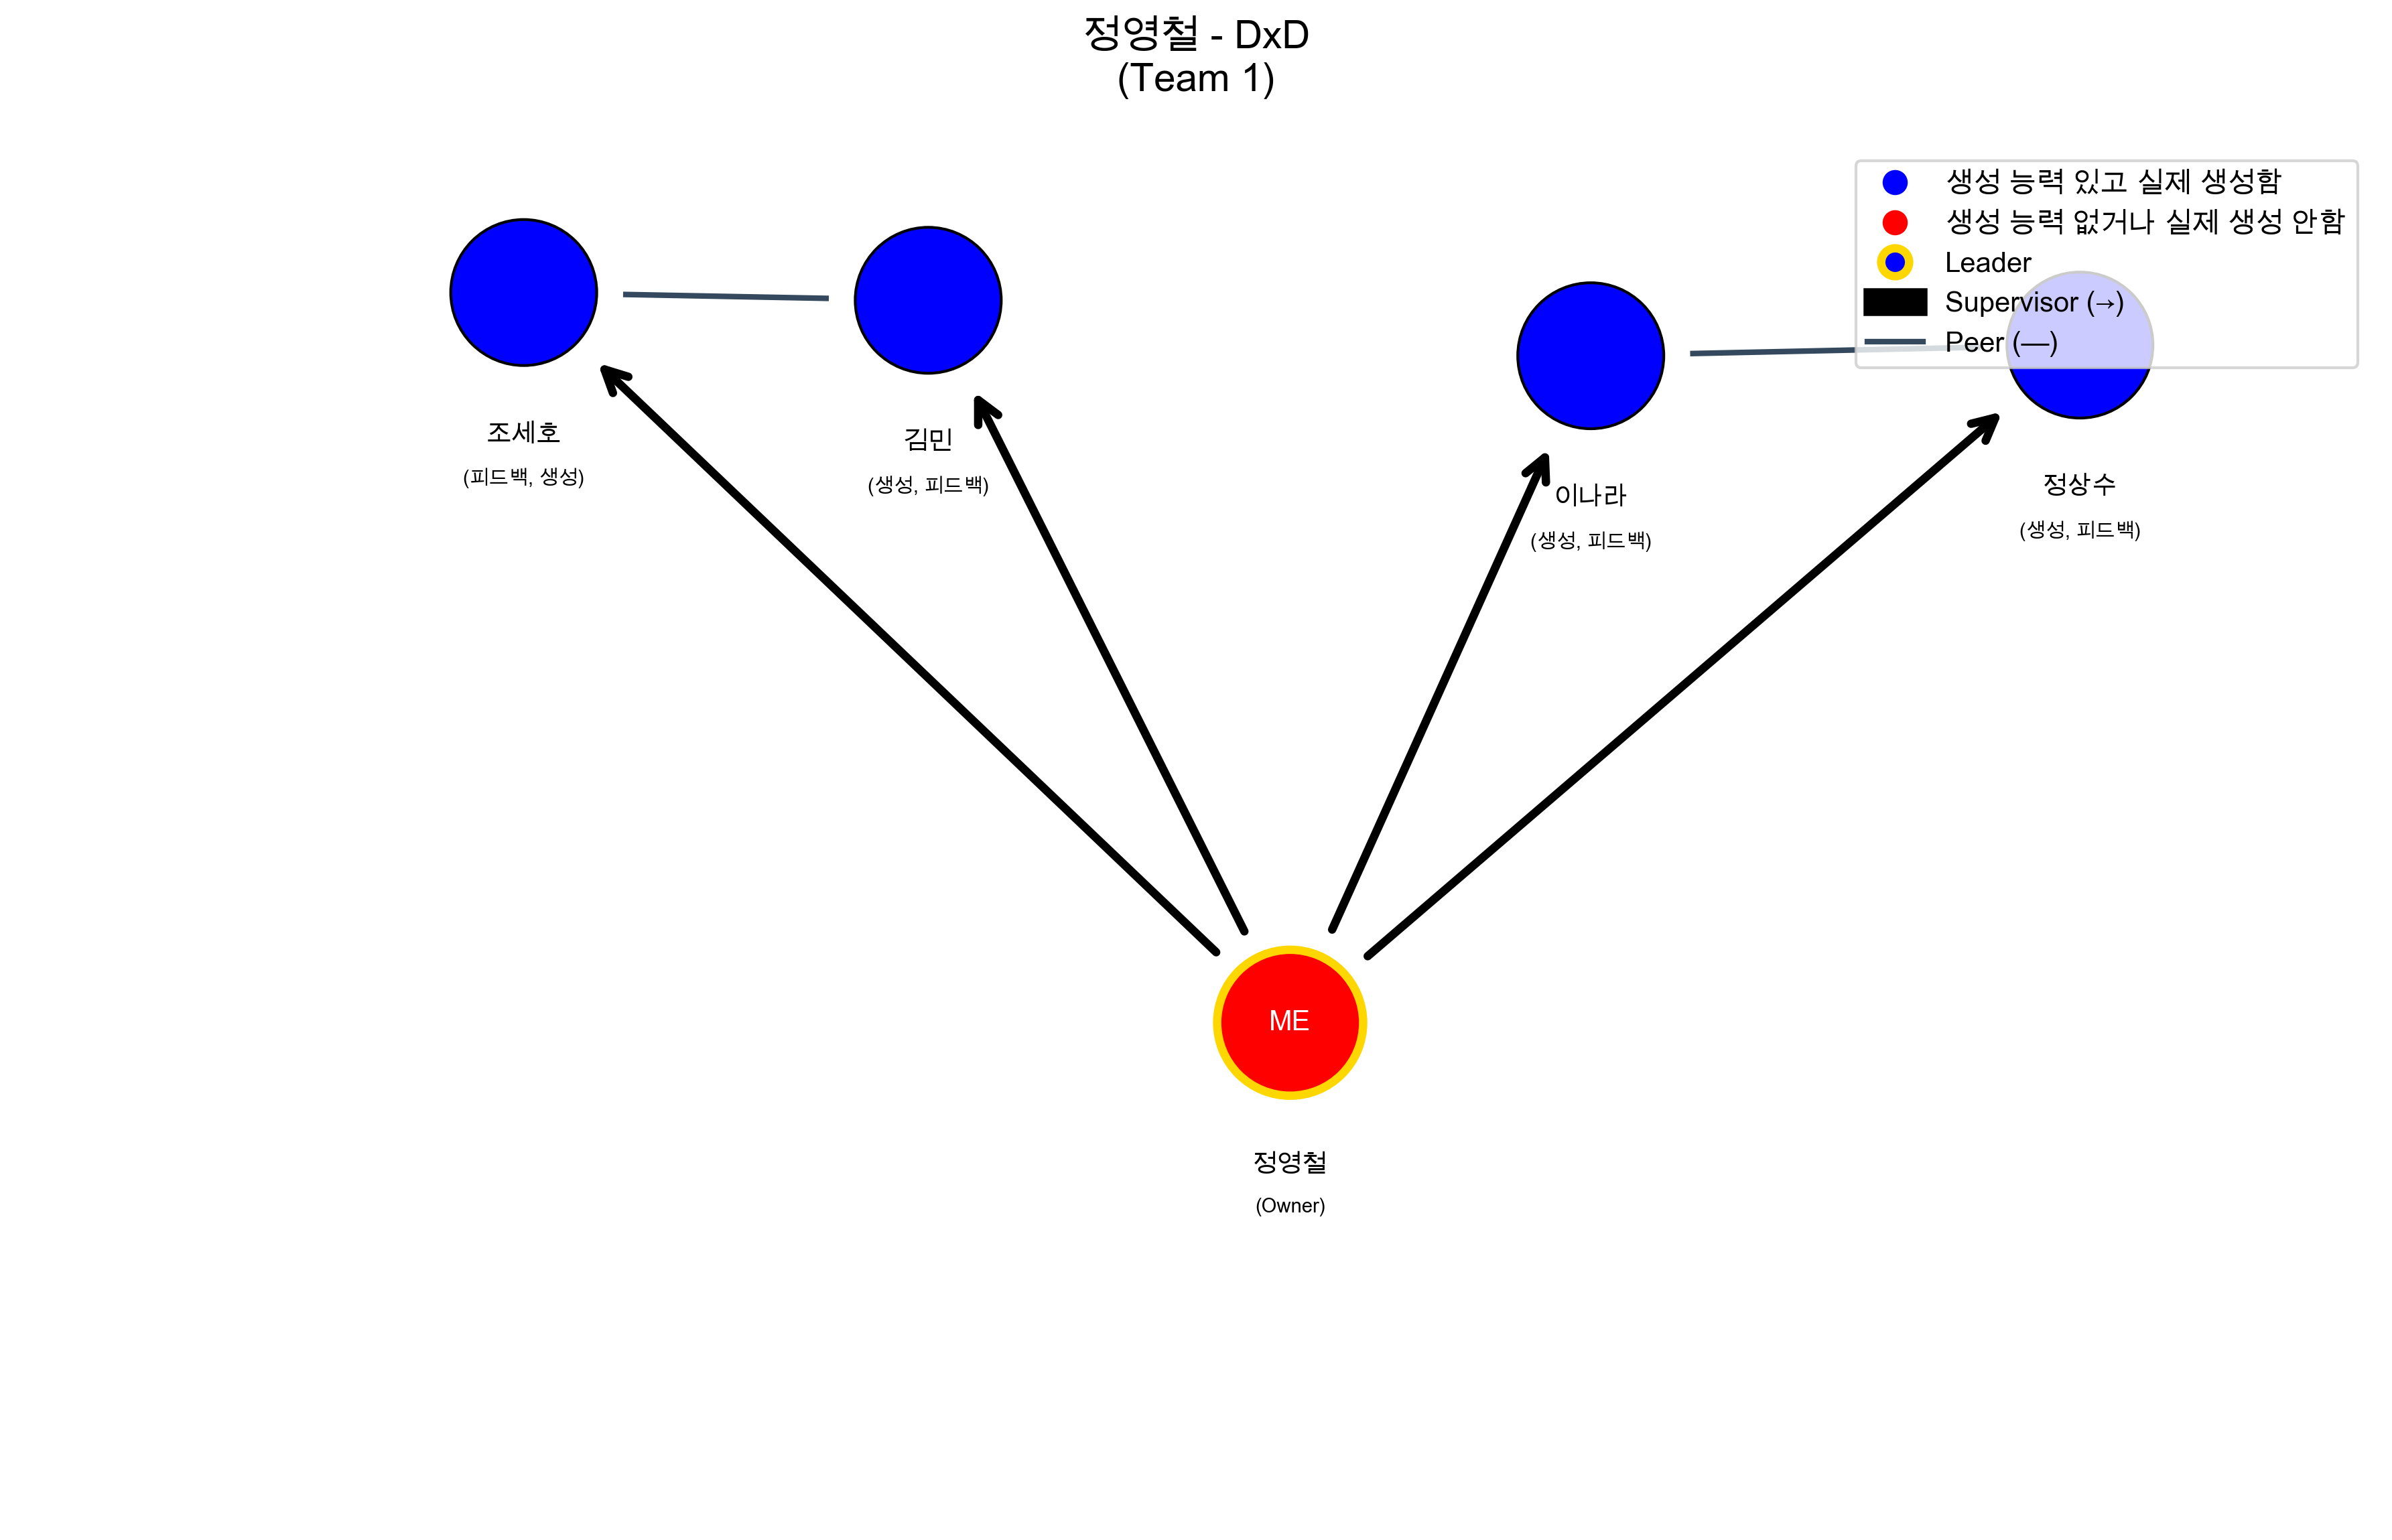 정영철 - DxD
(Team 1)
생성 능력 있고 실제 생성함
생성 능력 없거나 실제 생성 안함
Leader
Supervisor (→)
Peer (—)
조세호
(피드백, 생성)
김민
(생성, 피드백)
이나라
(생성, 피드백)
정상수
(생성, 피드백)
ME
정영철
(Owner)